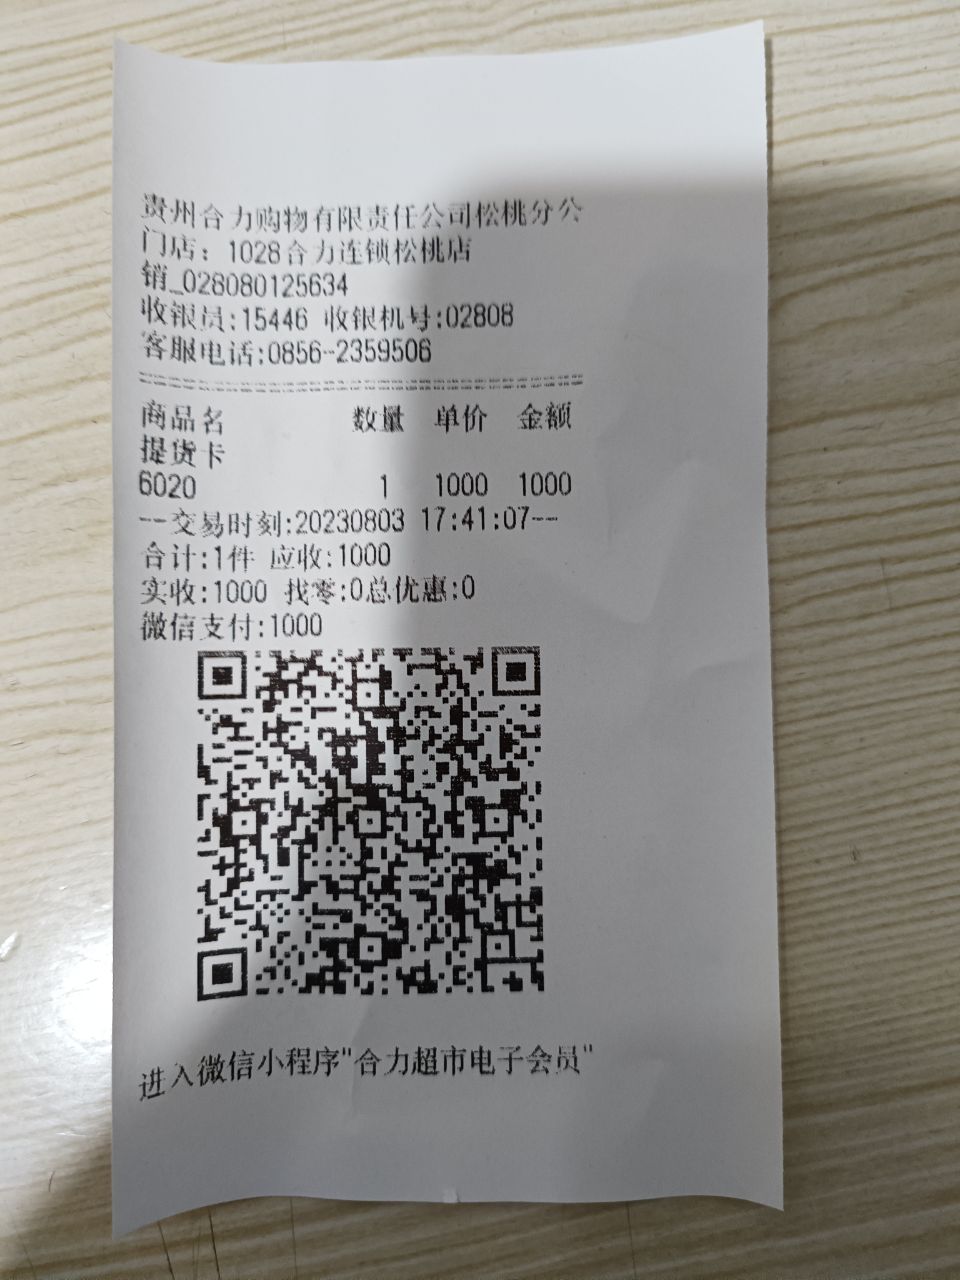 贵州合力购物有限责任公司松桃分公
门店：1028合力连锁松桃店
销_028080125634
收银员:15446 收银机号:02808
客服电话:0856-2359506
商品名 数量 单价 金额
提货卡
6020 1 1000 1000
--交易时刻:20230803 17:41:07--
合计:1件 应收:1000
实收:1000 找零:0总优惠:0
微信支付:1000
进入微信小程序"合力超市电子会员"